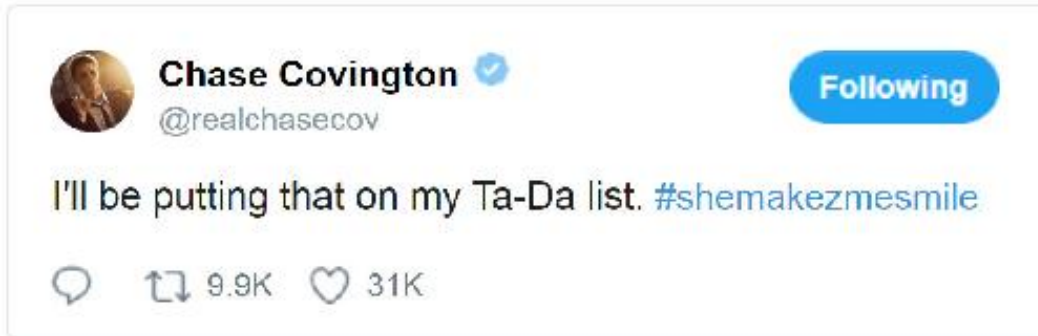 Chase Covington
Following
@realchasecov
I'll be putting that on my Ta-Da list. #shemakezmesmile
9.9K 31K